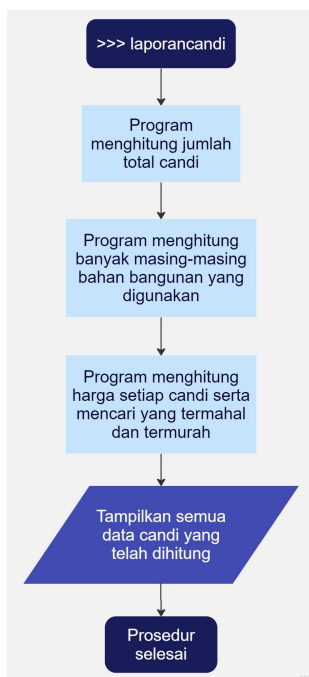 >>> laporancandi
Program
menghitung jumlah
total candi
Program menghitung
banyak masing-masing
bahan bangunan yang
digunakan
Program menghitung
harga setiap candi serta
mencari yang termahal
dan termurah
Tampilkan semua
data candi yang
telah dihitung
Prosedur
selesai